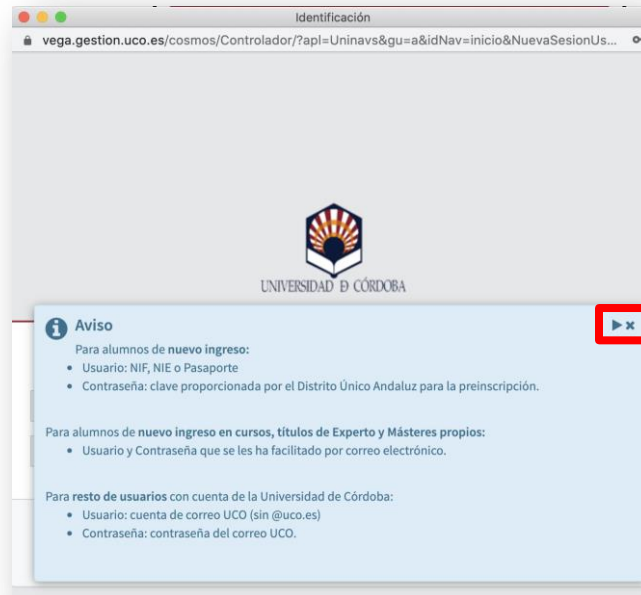 Identificación
vega.gestion.uco.es/cosmos/Controlador/?apl=Uninavs&gu=a&idNav=inicio&NuevaSesionUs...
UNIVERSIDAD Đ CÓRDOBA
Aviso
Para alumnos de nuevo ingreso:
• Usuario: NIF, NIE o Pasaporte
• Contraseña: clave proporcionada por el Distrito Único Andaluz para la preinscripción.
Para alumnos de nuevo ingreso en cursos, títulos de Experto y Másteres propios:
• Usuario y Contraseña que se les ha facilitado por correo electrónico.
Para resto de usuarios con cuenta de la Universidad de Córdoba:
• Usuario: cuenta de correo UCO (sin @uco.es)
• Contraseña: contraseña del correo UCO.